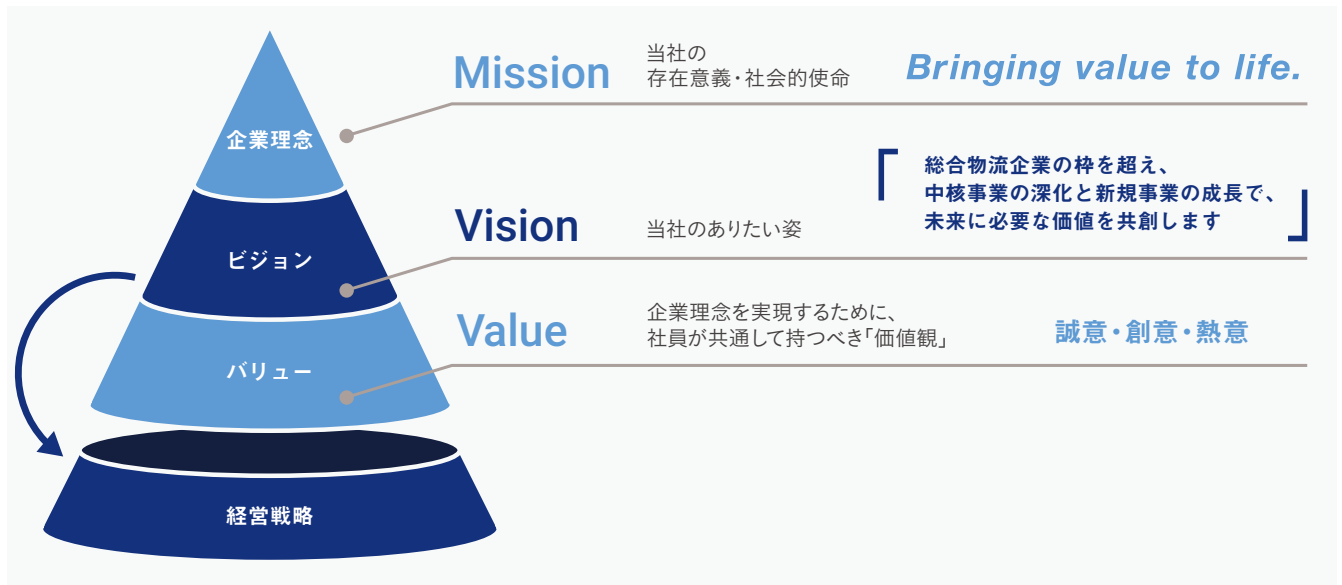 企業理念
ビジョン
バリュー
経営戦略
Mission
当社の
存在意義・社会的使命
Bringing value to life.
Vision
当社のありたい姿
「総合物流企業の枠を超え、
中核事業の深化と新規事業の成長で、
未来に必要な価値を共創します」
Value
企業理念を実現するために、
社員が共通して持つべき「価値観」
誠意・創意・熱意